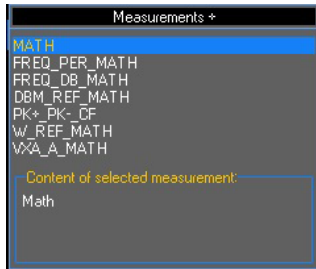 Measurements +
MATH
FREQ_PER_MATH
FREQ_DB_MATH
DBM_REF_MATH
PK+_PK-_CF
W_REF_MATH
VXA_A_MATH
Content of selected measurement:
Math